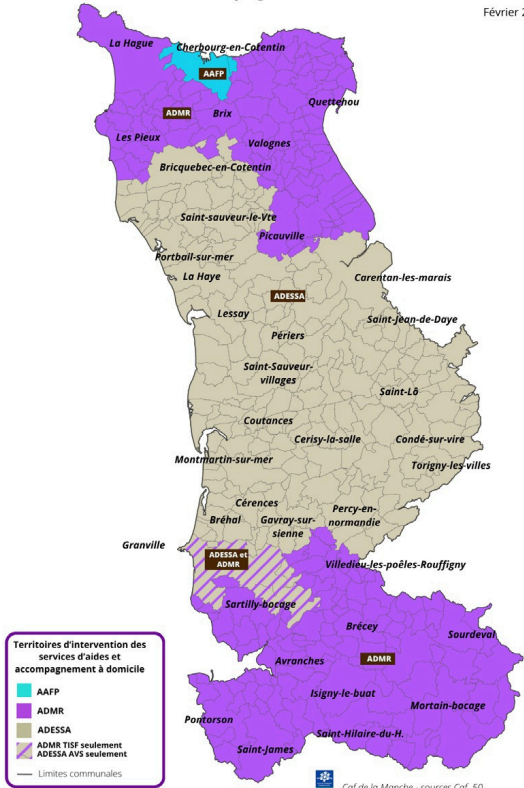 Février 2
La Hague
Cherbourg-en-Cotentin
AAFP
Quettehou
ADMR
Brix
Les Pieux
Valognes
Bricquebec-en-Cotentin
Saint-sauveur-le-Vte
Picauville
Portbail-sur-mer
La Haye
Carentan-les-marais
ADESSA
Lessay
Saint-Jean-de-Daye
Périers
Saint-Sauveur-
villages
Saint-Lô
Coutances
Cerisy-la-salle
Condé-sur-vire
Montmartin-sur-mer
Torigny-les-villes
Cérences
Bréhal
Gavray-sur-
sienne
Percy-en-
normandie
Granville
ADESSA et
ADMR
Villedieu-les-poêles-Rouffigny
Sartilly-bocage
Brécey
Sourdeval
Avranches
ADMR
Isigny-le-buat
Mortain-bocage
Pontorson
Saint-Hilaire-du-H.
Saint-James
Territoires d'intervention des
services d'aides et
accompagnement à domicile
AAFP
ADMR
ADESSA
ADMR TISF seulement
ADESSA AVS seulement
Limites communales
Caf de la Manche - sources Caf 50